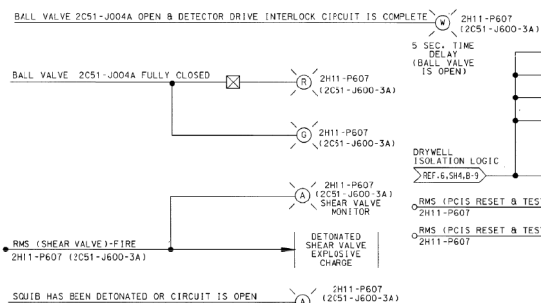 BALL VALVE 2C51-J004A OPEN & DETECTOR DRIVE INTERLOCK CIRCUIT IS COMPLETE
W
2H11-P607
(2C51-J600-3A)
5 SEC. TIME
DELAY
(BALL VALVE
IS OPEN)
BALL VALVE 2C51-J004A FULLY CLOSED
R
2H11-P607
(2C51-J600-3A)
G
2H11-P607
(2C51-J600-3A)
DRYWELL
ISOLATION LOGIC
REF.6,SH4,B-9
A
2H11-P607
(2C51-J600-3A)
SHEAR VALVE
MONITOR
RMS (PCIS RESET & TES
2H11-P607
RMS (SHEAR VALVE)-FIRE
2H11-P607 (2C51-J600-3A)
DETONATED
SHEAR VALVE
EXPLOSIVE
CHARGE
RMS (PCIS RESET & TES
2H11-P607
SQUIB HAS BEEN DETONATED OR CIRCUIT IS OPEN
A
2H11-P607
(2C51-J600-3A)